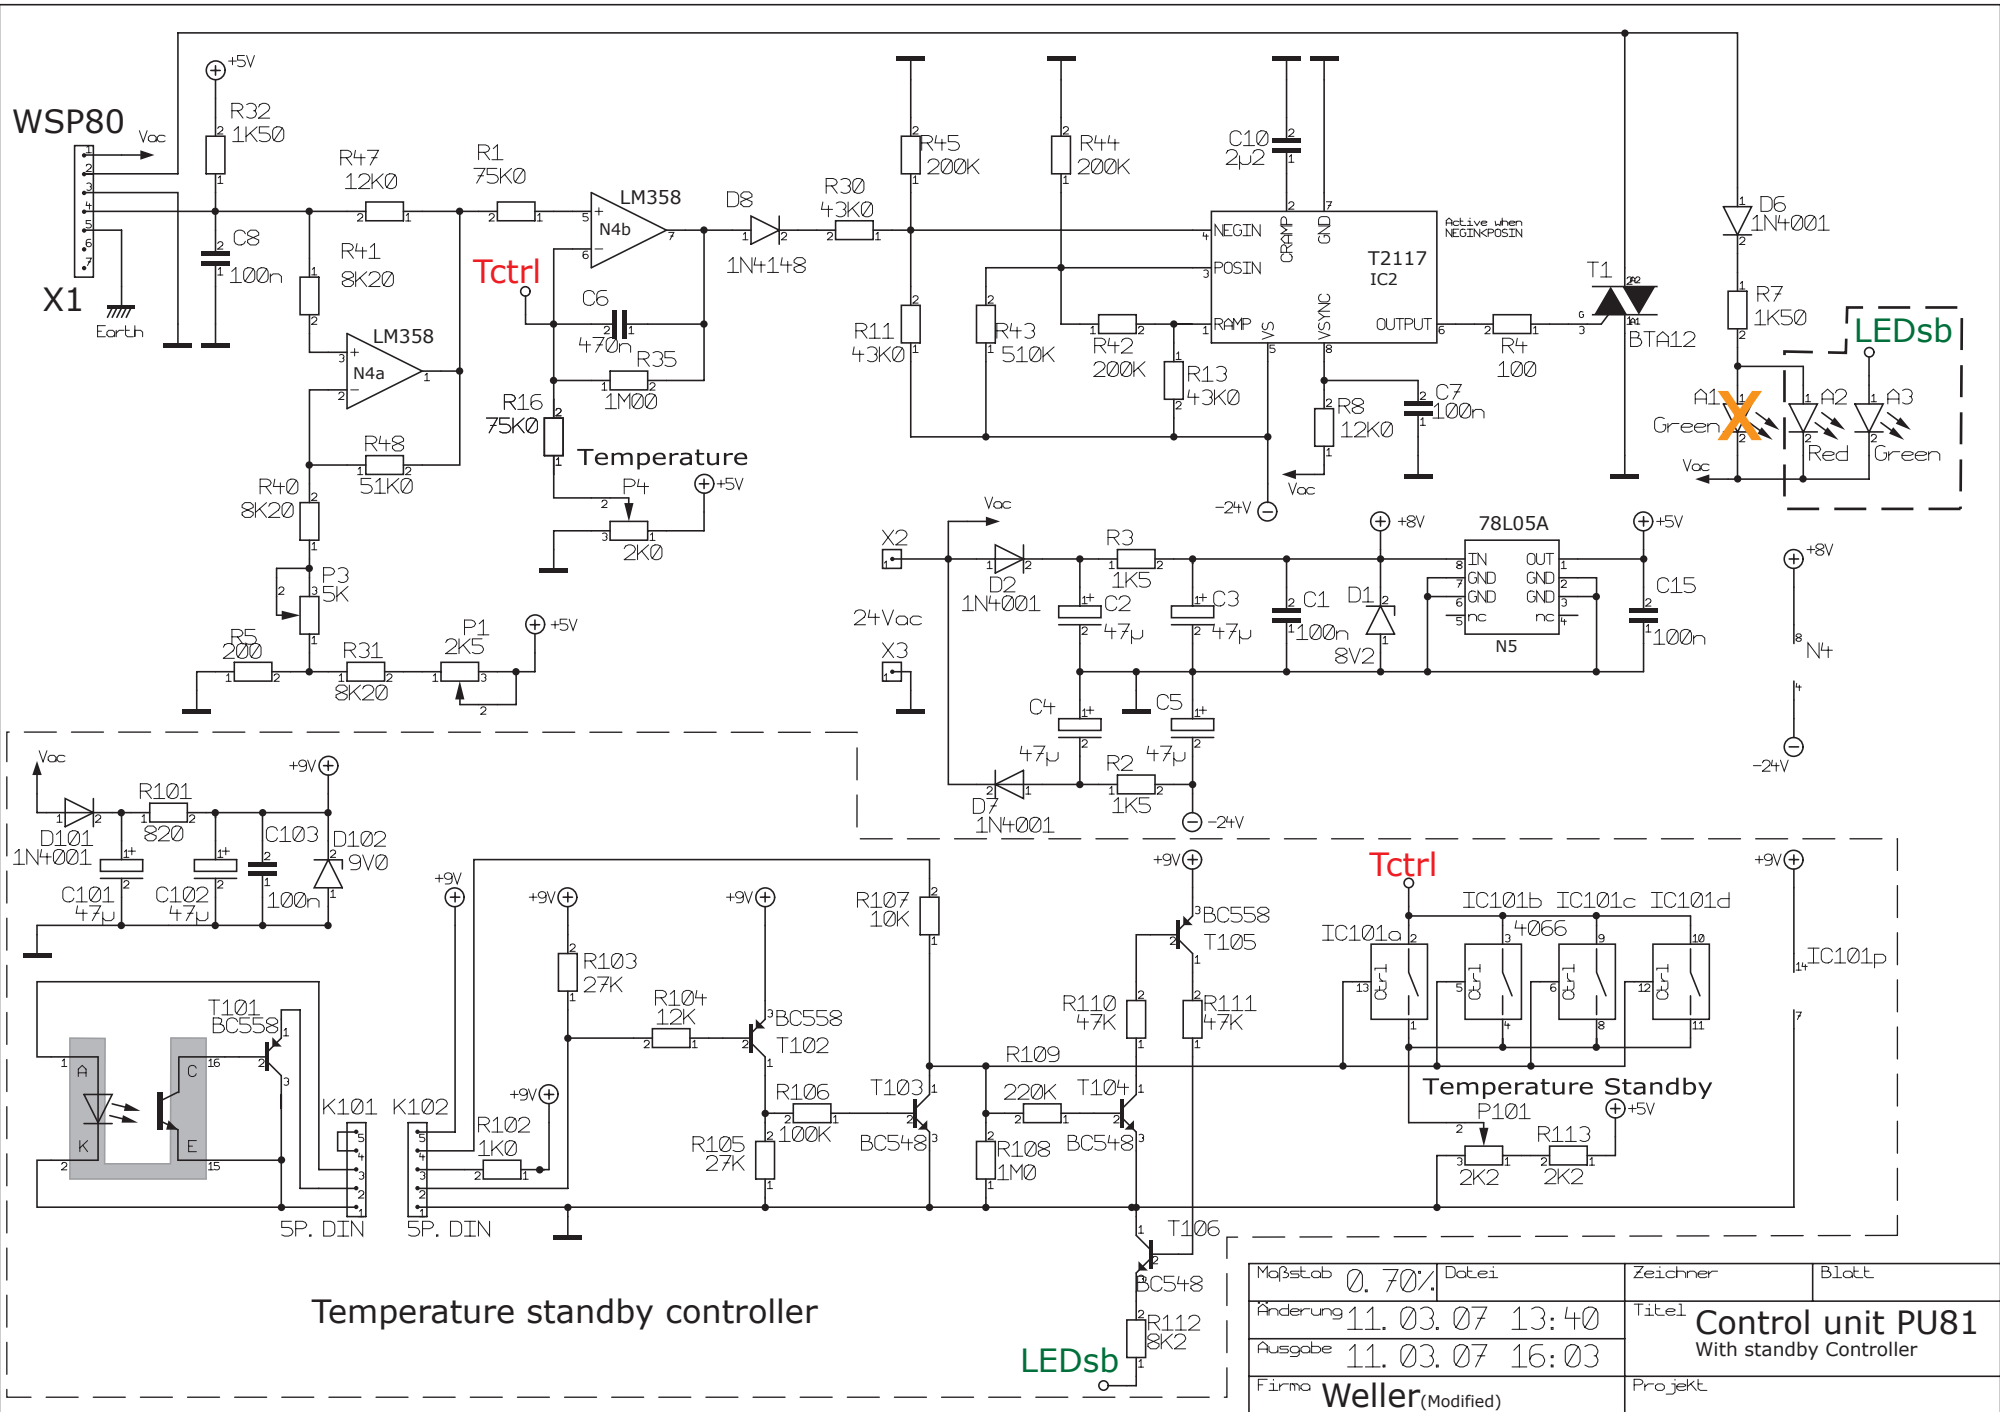 WSP80
X1
Vac
+5V
R32
1K50
R47
12K0
R1
75K0
R41
8K20
C8
100n
Earth
LM358
N4a
LM358
N4b
Tctrl
C6
470n
R35
1M00
R16
75K0
Temperature
P4
2K0
+5V
R48
51K0
R40
8K20
P3
5K
R5
200
R31
8K20
P1
2K5
+5V
D8
1N4148
R30
43K0
R45
200K
R44
200K
R11
43K0
R43
510K
R42
200K
R13
43K0
C10
2µ2
NEGIN
POSIN
RAMP
CRAMP
GND
VS
VSYNC
OUTPUT
T2117
IC2
Active when
NEGIN<POSIN
R8
12K0
C7
100n
Vac
-24V
R4
100
T1
BTA12
D6
1N4001
R7
1K50
A1
Green
X
A2
Red
A3
Green
LEDsb
Vac
X2
24Vac
X3
Vac
D2
1N4001
R3
1K5
C2
47µ
C3
47µ
C1
100n
D1
8V2
+8V
78L05A
IN
GND
GND
nc
OUT
GND
GND
nc
N5
+5V
C15
100n
C4
47µ
C5
47µ
R2
1K5
D7
1N4001
-24V
+8V
N4
-24V
Vac
D101
1N4001
R101
820
C101
47µ
C102
47µ
C103
100n
D102
9V0
+9V
T101
BC558
A
K
C
E
K101
5P. DIN
K102
5P. DIN
+9V
R102
1K0
+9V
+9V
R103
27K
R104
12K
+9V
BC558
T102
R105
27K
R106
100K
R107
10K
T103
BC548
R109
220K
R108
1M0
T104
BC548
R110
47K
R111
47K
+9V
BC558
T105
T106
BC548
R112
8K2
LEDsb
Tctrl
IC101a
IC101b
IC101c
IC101d
4066
Ctrl
Ctrl
Ctrl
Ctrl
Temperature Standby
P101
2K2
R113
2K2
+5V
+9V
IC101p
Temperature standby controller
Maßstab 0. 70% Datei Zeichner Blatt
Änderung 11. 03. 07 13:40 Titel Control unit PU81
With standby Controller
Ausgabe 11. 03. 07 16:03
Firma Weller(Modified) Projekt